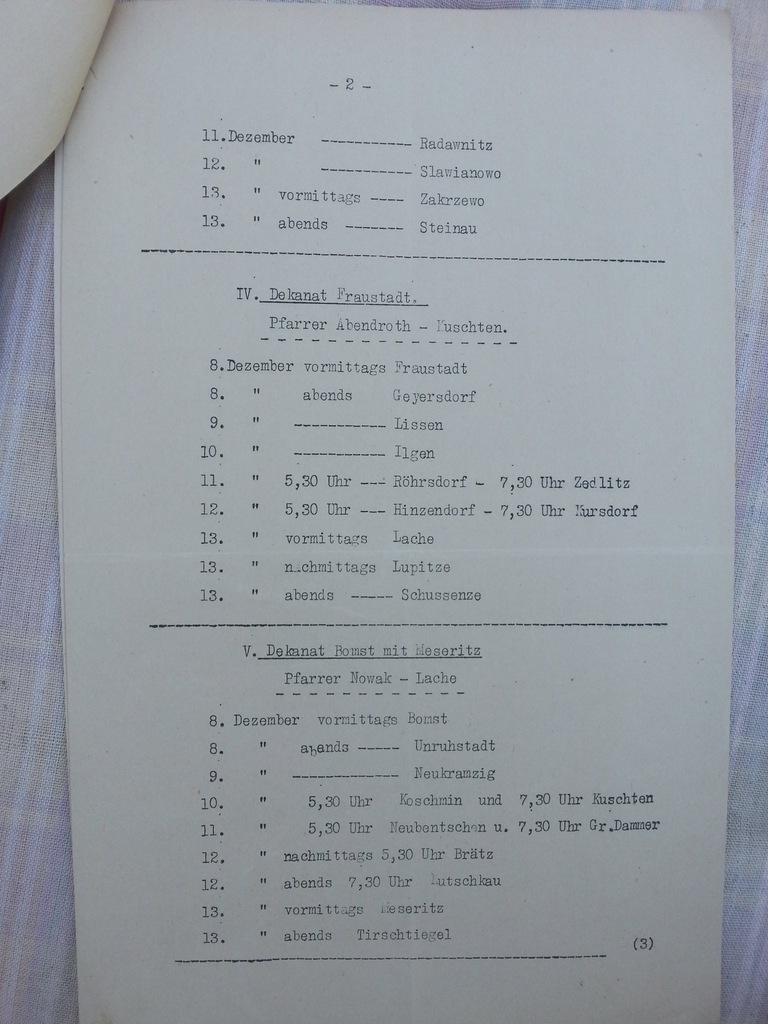 - 2 -
11.Dezember ----------- Radawnitz
12. " ----------- Slawianowo
13. " vormittags ---- Zakrzewo
13. " abends ------- Steinau
IV. Dekanat Fraustadt.
Pfarrer Abendroth - Kuschten.
8.Dezember vormittags Fraustadt
8. " abends Geyersdorf
9. " ----------- Lissen
10. " ----------- Ilgen
11. " 5,30 Uhr --- Röhrsdorf - 7,30 Uhr Zedlitz
12. " 5,30 Uhr --- Hinzendorf - 7,30 Uhr Kursdorf
13. " vormittags Lache
13. " nachmittags Lupitze
13. " abends ----- Schussenze
V. Dekanat Bomst mit Meseritz
Pfarrer Nowak - Lache
8. Dezember vormittags Bomst
8. " abends ----- Unruhstadt
9. " ------------- Neukramzig
10. " 5,30 Uhr Koschmin und 7,30 Uhr Kuschten
11. " 5,30 Uhr Neubentschen u. 7,30 Uhr Gr.Dammer
12. " nachmittags 5,30 Uhr Brätz
12. " abends 7,30 Uhr Lutschkau
13. " vormittags Meseritz
13. " abends Tirschtiegel
(3)